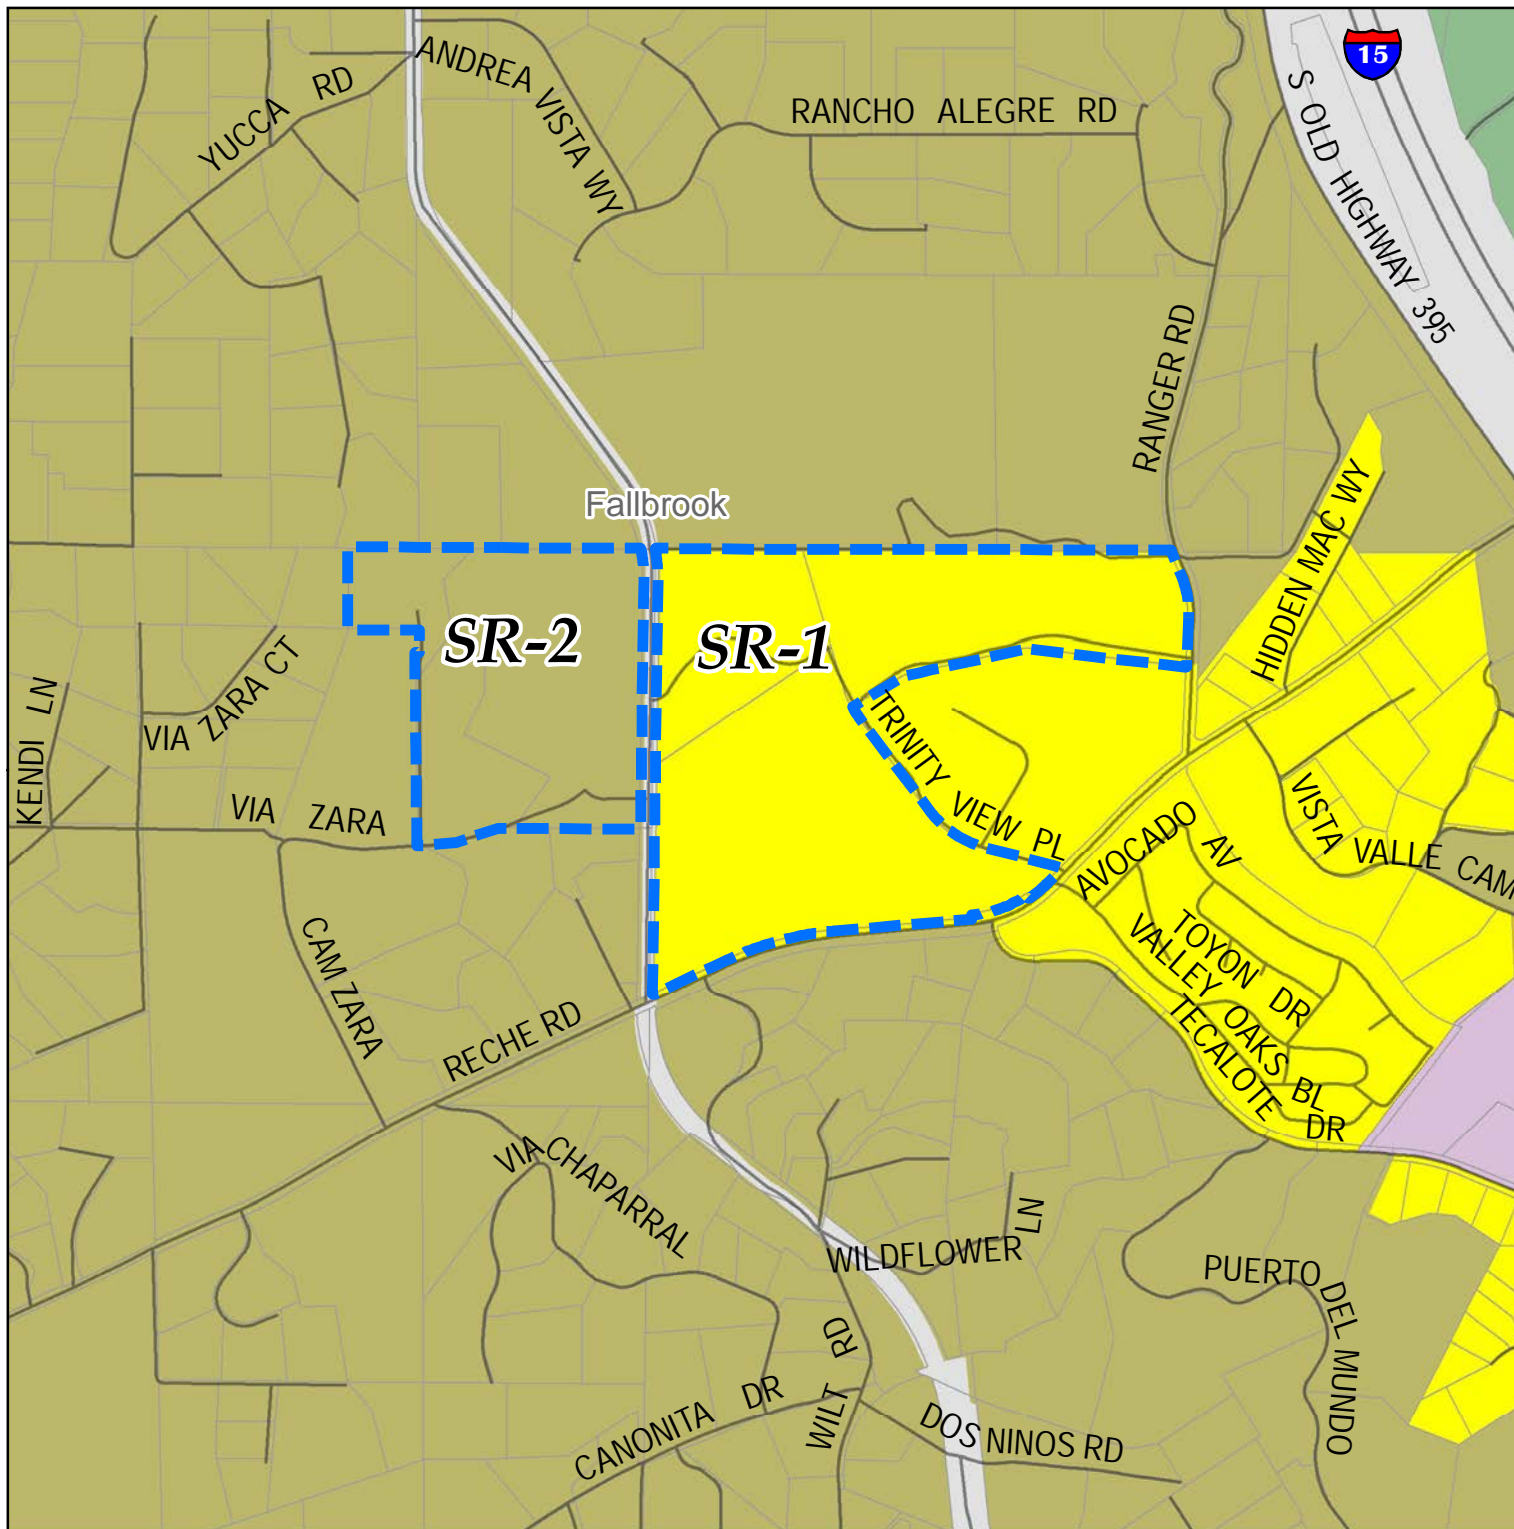 15
ANDREA VISTA WY
YUCCA RD
RANCHO ALEGRE RD
S OLD HIGHWAY 395
RANGER RD
Fallbrook
HIDDEN MAC WY
SR-2
SR-1
VIA ZARA CT
KENDI LN
TRINITY VIEW PL
VIA ZARA
AVOCADO AV
VISTA VALLE CAM
CAM ZARA
TOYON DR
VALLEY OAKS BL
TECALOTE DR
RECHE RD
VIA CHAPARRAL
WILDFLOWER LN
PUERTO DEL MUNDO
WILT RD
CANONITA DR
DOS NINOS RD